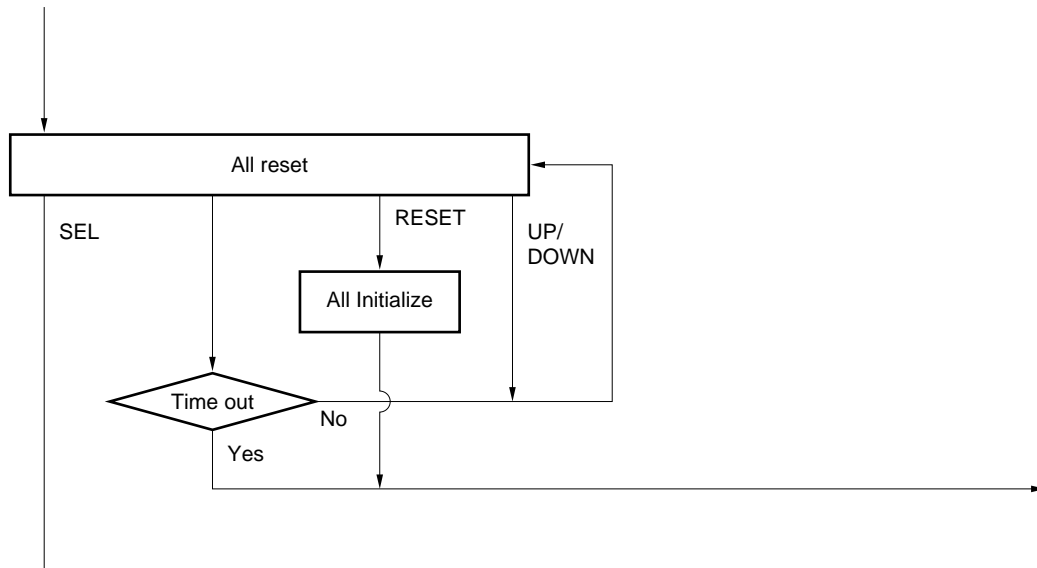 All reset
SEL
RESET
UP/
DOWN
All Initialize
Time out
No
Yes